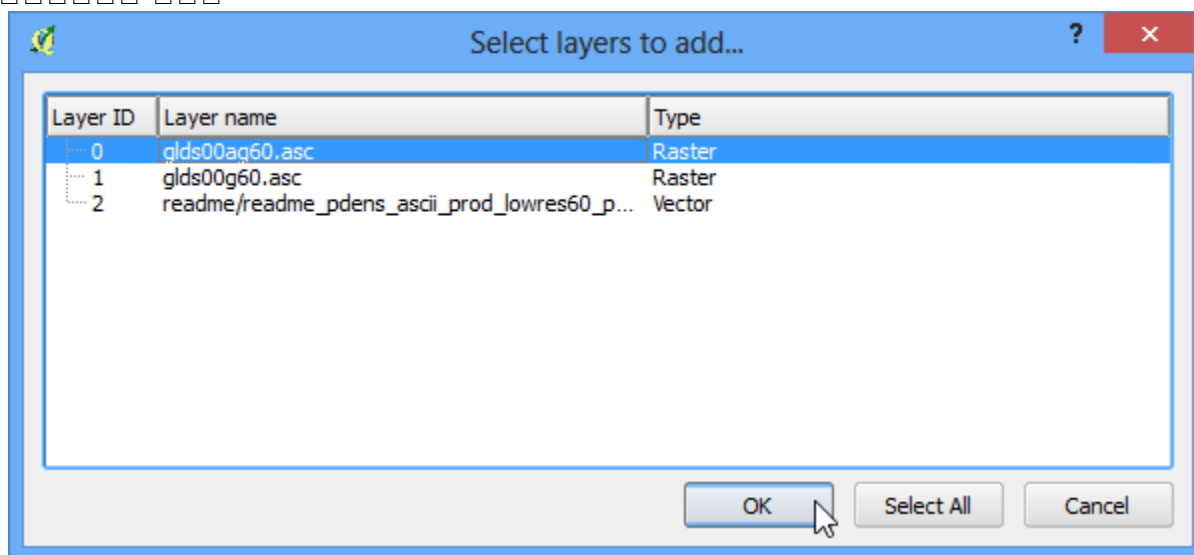 Select layers to add...
?
Layer ID Layer name Type
0 glds00ag60.asc Raster
1 glds00g60.asc Raster
2 readme/readme_pdens_ascii_prod_lowres60_p... Vector
OK Select All Cancel